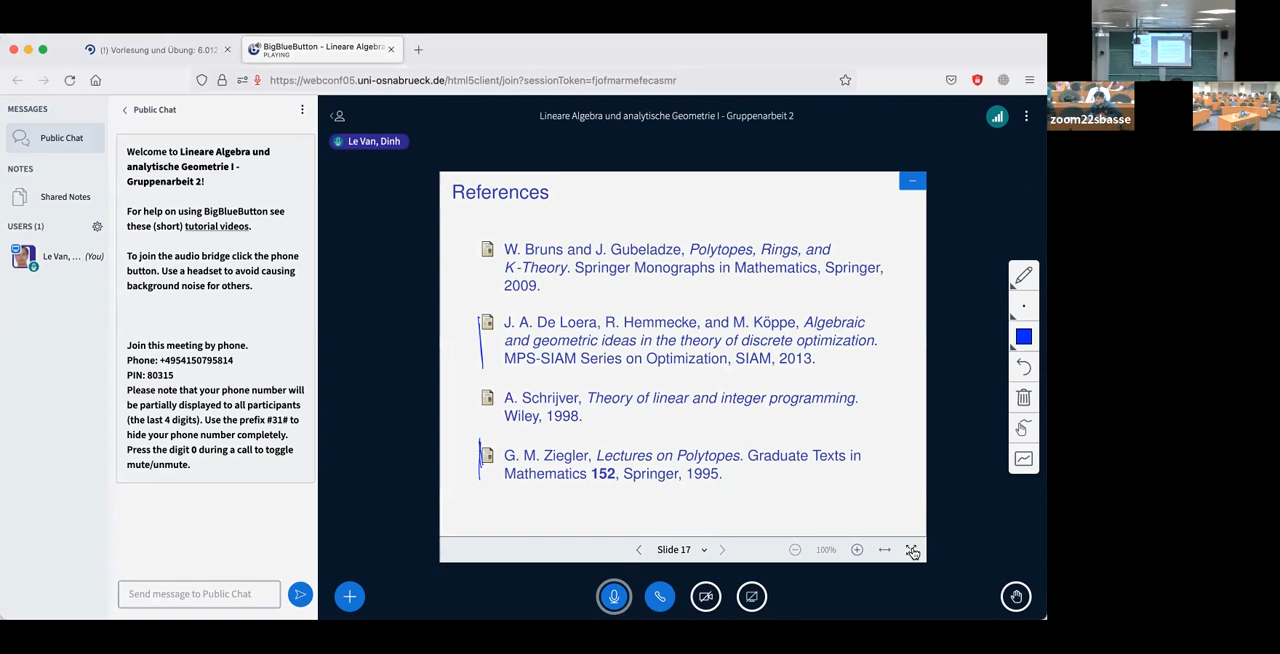 (!) Vorlesung und Übung: 6.012
BigBlueButton - Lineare Algebra
PLAYING
https://webconf05.uni-osnabrueck.de/html5client/join?sessionToken=fjofmarmefecasmr
MESSAGES
Public Chat
NOTES
Shared Notes
USERS (1)
Le Van, ... (You)
Public Chat
Welcome to Lineare Algebra und
analytische Geometrie I -
Gruppenarbeit 2!
For help on using BigBlueButton see
these (short) tutorial videos.
To join the audio bridge click the phone
button. Use a headset to avoid causing
background noise for others.
Join this meeting by phone.
Phone: +4954150795814
PIN: 80315
Please note that your phone number will
be partially displayed to all participants
(the last 4 digits). Use the prefix #31# to
hide your phone number completely.
Press the digit 0 during a call to toggle
mute/unmute.
Send message to Public Chat
Lineare Algebra und analytische Geometrie I - Gruppenarbeit 2
Le Van, Dinh
References
W. Bruns and J. Gubeladze, Polytopes, Rings, and
K-Theory. Springer Monographs in Mathematics, Springer,
2009.
J. A. De Loera, R. Hemmecke, and M. Köppe, Algebraic
and geometric ideas in the theory of discrete optimization.
MPS-SIAM Series on Optimization, SIAM, 2013.
A. Schrijver, Theory of linear and integer programming.
Wiley, 1998.
G. M. Ziegler, Lectures on Polytopes. Graduate Texts in
Mathematics 152, Springer, 1995.
Slide 17
100%
zoom22sbasse